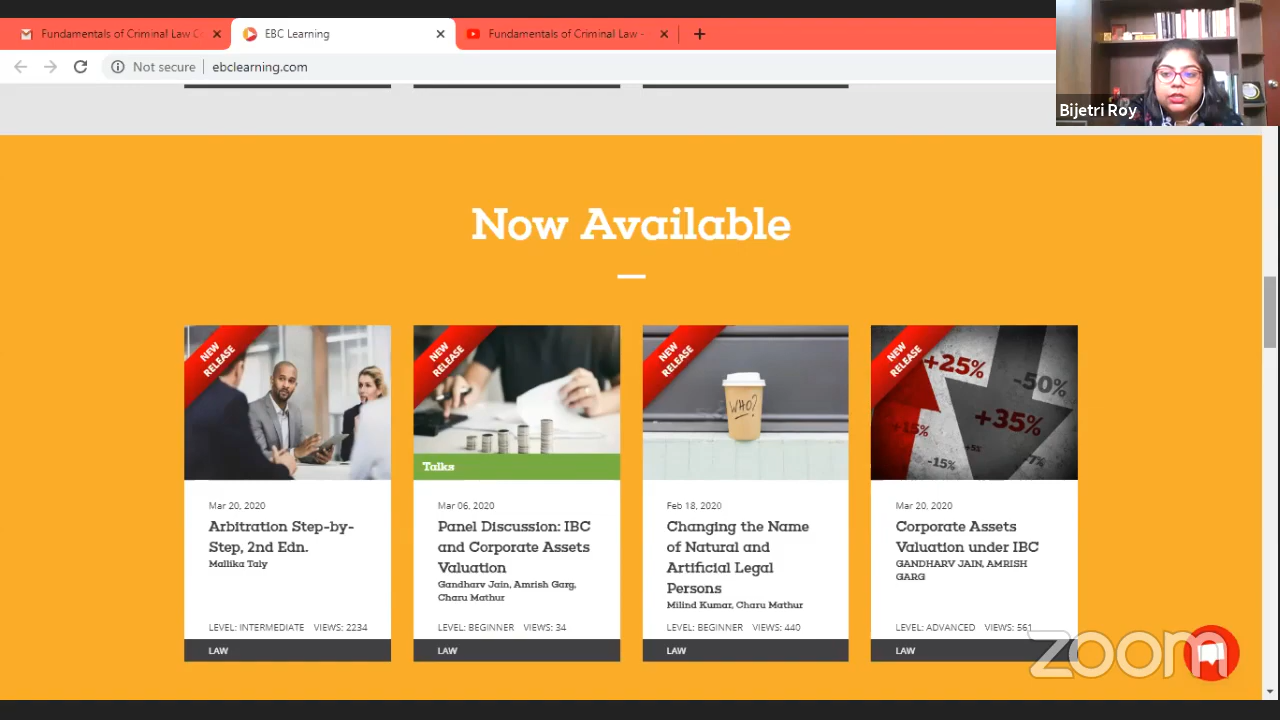 Fundamentals of Criminal Law C
EBC Learning
Fundamentals of Criminal Law -
Not secure
ebclearning.com
Bijetri Roy
Now Available
NEW
RELEASE
NEW
RELEASE
NEW
RELEASE
NEW
RELEASE
WHO?
+25%
-50%
+35%
+15%
+5%
-15%
-7%
Talks
Mar 20, 2020
Arbitration Step-by-
Step, 2nd Edn.
Mallika Taly
LEVEL: INTERMEDIATE VIEWS: 2234
LAW
Mar 06, 2020
Panel Discussion: IBC
and Corporate Assets
Valuation
Gandharv Jain, Amrish Garg,
Charu Mathur
LEVEL: BEGINNER VIEWS: 34
LAW
Feb 18, 2020
Changing the Name
of Natural and
Artificial Legal
Persons
Milind Kumar, Charu Mathur
LEVEL: BEGINNER VIEWS: 440
LAW
Mar 20, 2020
Corporate Assets
Valuation under IBC
GANDHARV JAIN, AMRISH
GARG
LEVEL: ADVANCED VIEWS: 561
LAW
zoom